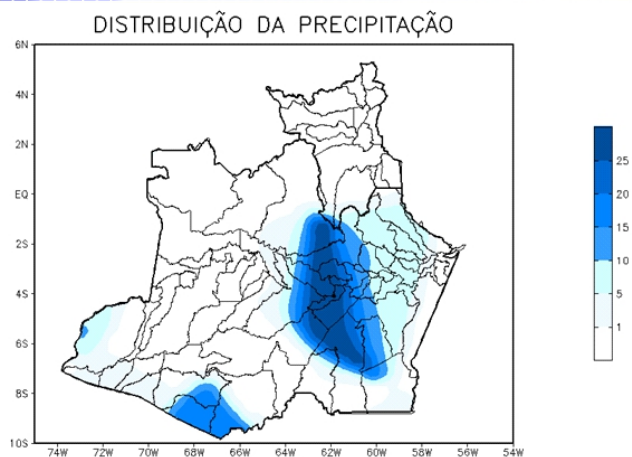 DISTRIBUIÇÃO DA PRECIPITAÇÃO
6N
4N
2N
EQ
2S
4S
6S
8S
10S
74W 72W 70W 68W 66W 64W 62W 60W 58W 56W 54W
25
20
15
10
5
1